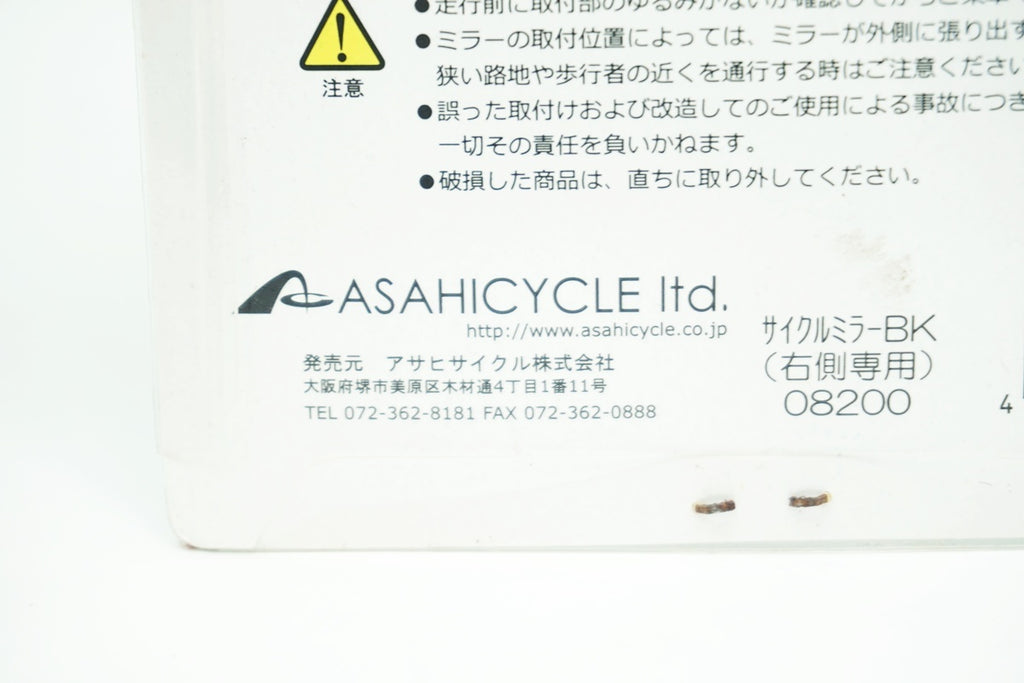 ●走行前に取付部のゆるみがないか確認してからご乗車
●ミラーの取付位置によっては、ミラーが外側に張り出す
狭い路地や歩行者の近くを通行する時はご注意ください
注意
●誤った取付けおよび改造してのご使用による事故につき
一切その責任を負いかねます。
●破損した商品は、直ちに取り外してください。
ASAHICYCLE ltd.
http://www.asahicycle.co.jp
発売元 アサヒサイクル株式会社
大阪府堺市美原区木材通4丁目1番11号
TEL 072-362-8181 FAX 072-362-0888
サイクルミラーBK
(右側専用)
08200
4